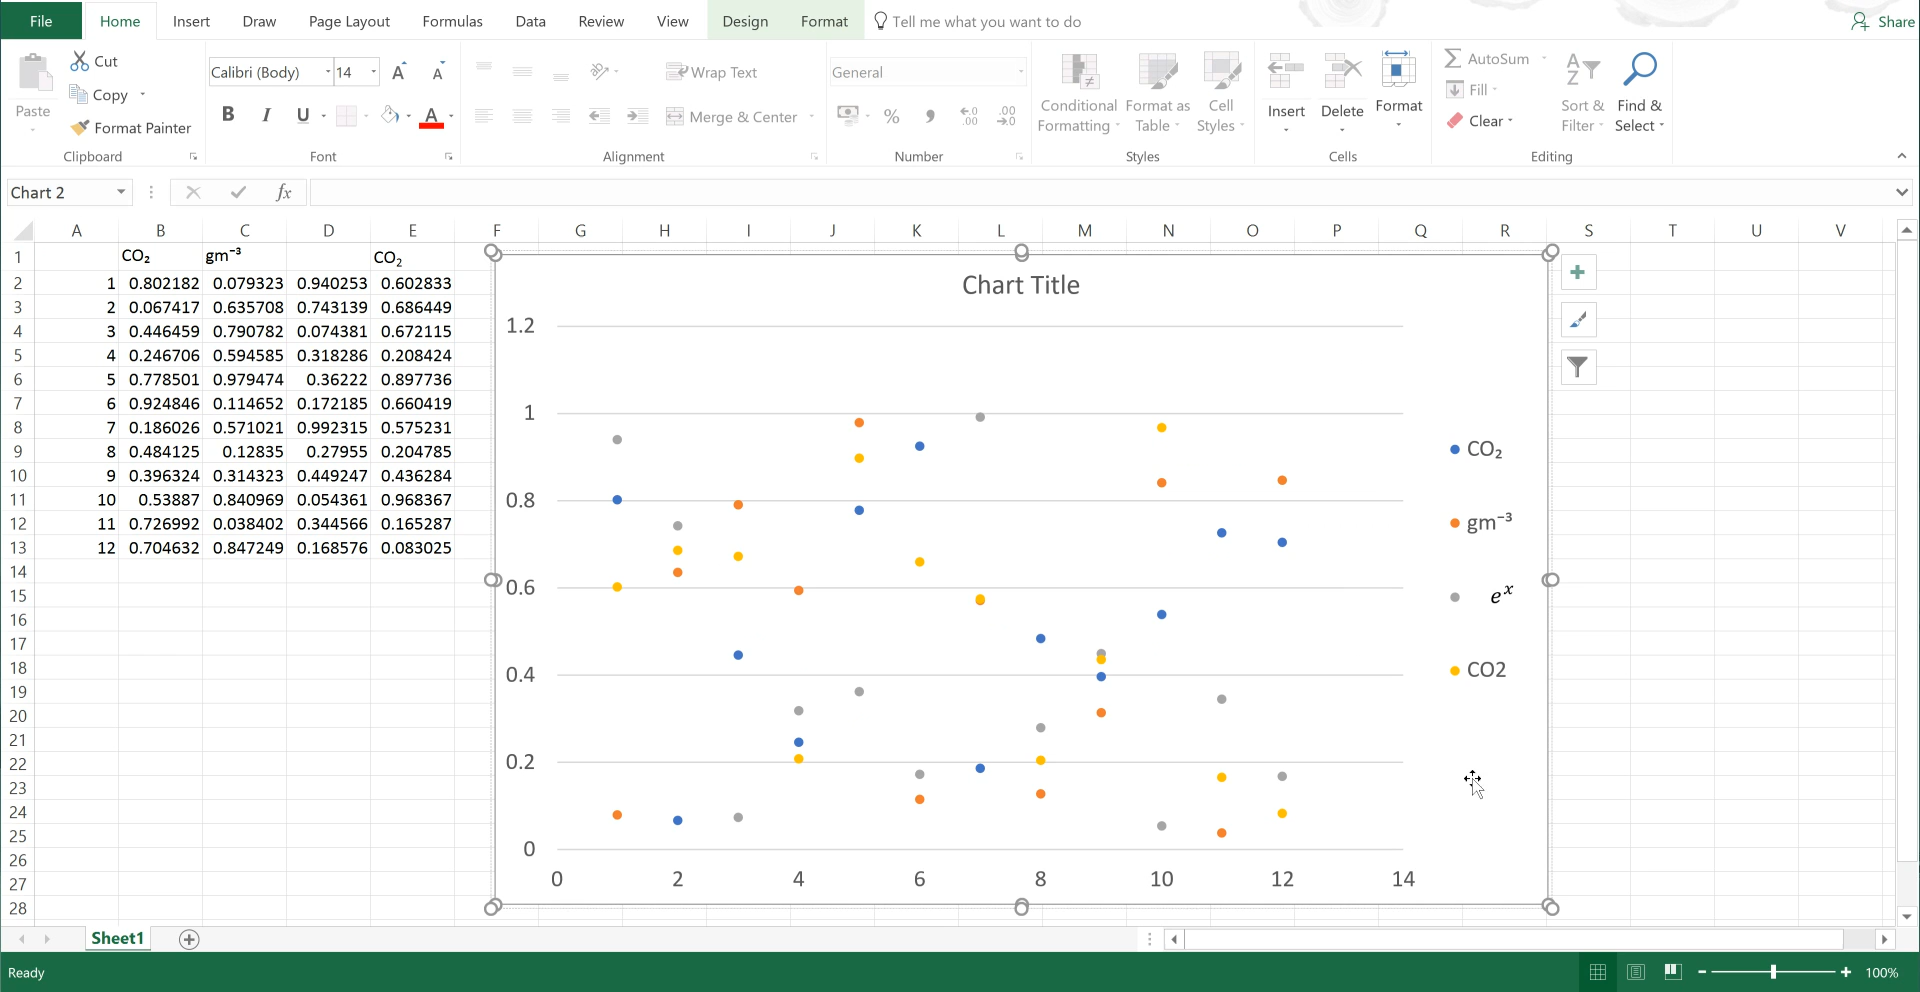 File Home Insert Draw Page Layout Formulas Data Review View Design Format Tell me what you want to do Share
Cut
Copy
Format Painter
Paste
Clipboard
Calibri (Body) 14 A A
B I U A
Font
Wrap Text
Merge & Center
Alignment
General
% , .0 .00
.00 .0
Number
Conditional Formatting
Format as Table
Cell Styles
Styles
Insert Delete Format
Cells
AutoSum
Fill
Clear
Sort & Filter
Find & Select
Editing
Chart 2 fx
A B C D E F G H I J K L M N O P Q R S T U V
1 CO₂ gm⁻³ CO₂
2 1 0.802182 0.079323 0.940253 0.602833
3 2 0.067417 0.635708 0.743139 0.686449
4 3 0.446459 0.790782 0.074381 0.672115
5 4 0.246706 0.594585 0.318286 0.208424
6 5 0.778501 0.979474 0.36222 0.897736
7 6 0.924846 0.114652 0.172185 0.660419
8 7 0.186026 0.571021 0.992315 0.575231
9 8 0.484125 0.12835 0.27955 0.204785
10 9 0.396324 0.314323 0.449247 0.436284
11 10 0.53887 0.840969 0.054361 0.968367
12 11 0.726992 0.038402 0.344566 0.165287
13 12 0.704632 0.847249 0.168576 0.083025
14
15
16
17
18
19
20
21
22
23
24
25
26
27
28
Chart Title
1.2
1
0.8
0.6
0.4
0.2
0
0 2 4 6 8 10 12 14
CO₂
gm⁻³
eˣ
CO2
Sheet1
Ready 100%